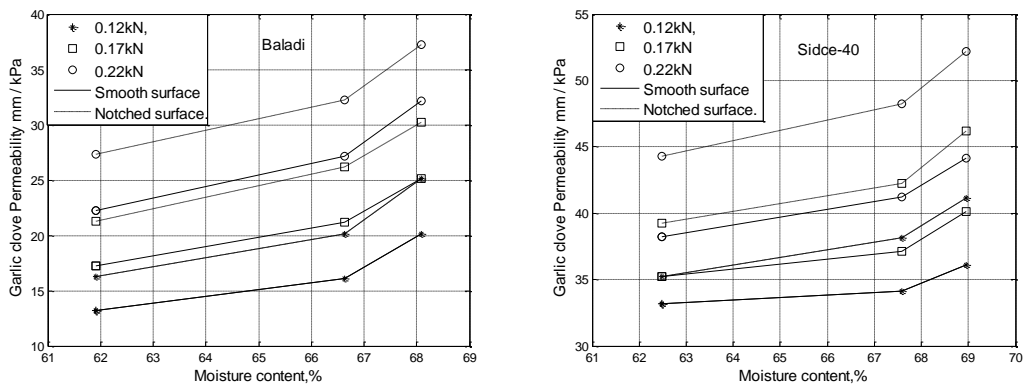 40
35
30
25
20
15
10
Garlic clove Permeability mm / kPa
0.12kN,
0.17kN
0.22kN
Smooth surface
Notched surface.
Baladi
61 62 63 64 65 66 67 68 69
Moisture content,%
55
50
45
40
35
30
Garlic clove Permeability mm / kPa
0.12kN,
0.17kN
0.22kN
Smooth surface
Notched surface.
Sidce-40
61 62 63 64 65 66 67 68 69 70
Moisture content,%